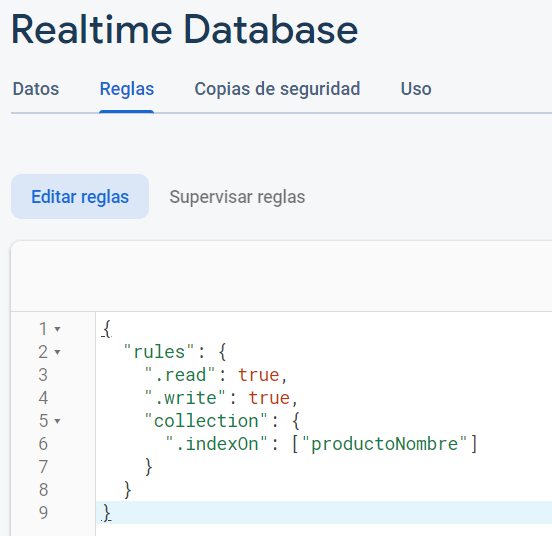 Realtime Database
Datos Reglas Copias de seguridad Uso
Editar reglas Supervisar reglas
1 {
2 "rules": {
3 ".read": true,
4 ".write": true,
5 "collection": {
6 ".indexOn": ["productoNombre"]
7 }
8 }
9 }